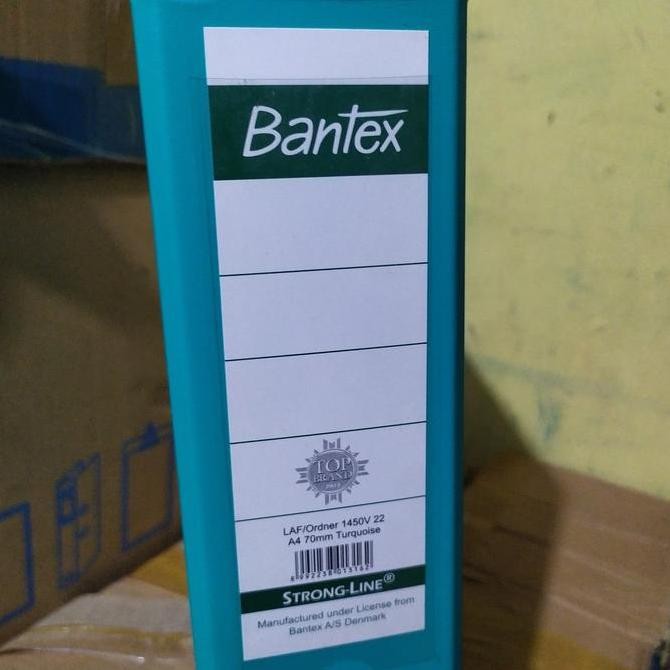 Bantex
TOP
BRAND
LAF/Ordner 1450V 22
A4 70mm Turquoise
STRONG-LINE®
Manufactured under License from
Bantex A/S Denmark